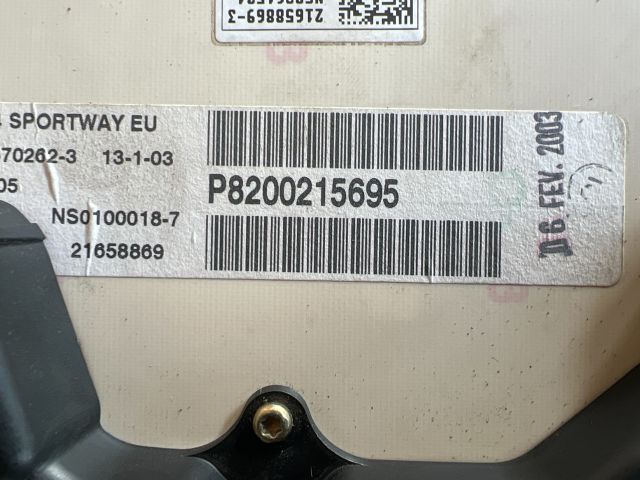 21658869-3
SPORTWAY EU
70262-3 13-1-03
05
NS0100018-7
21658869
P8200215695
06. FEV. 2003